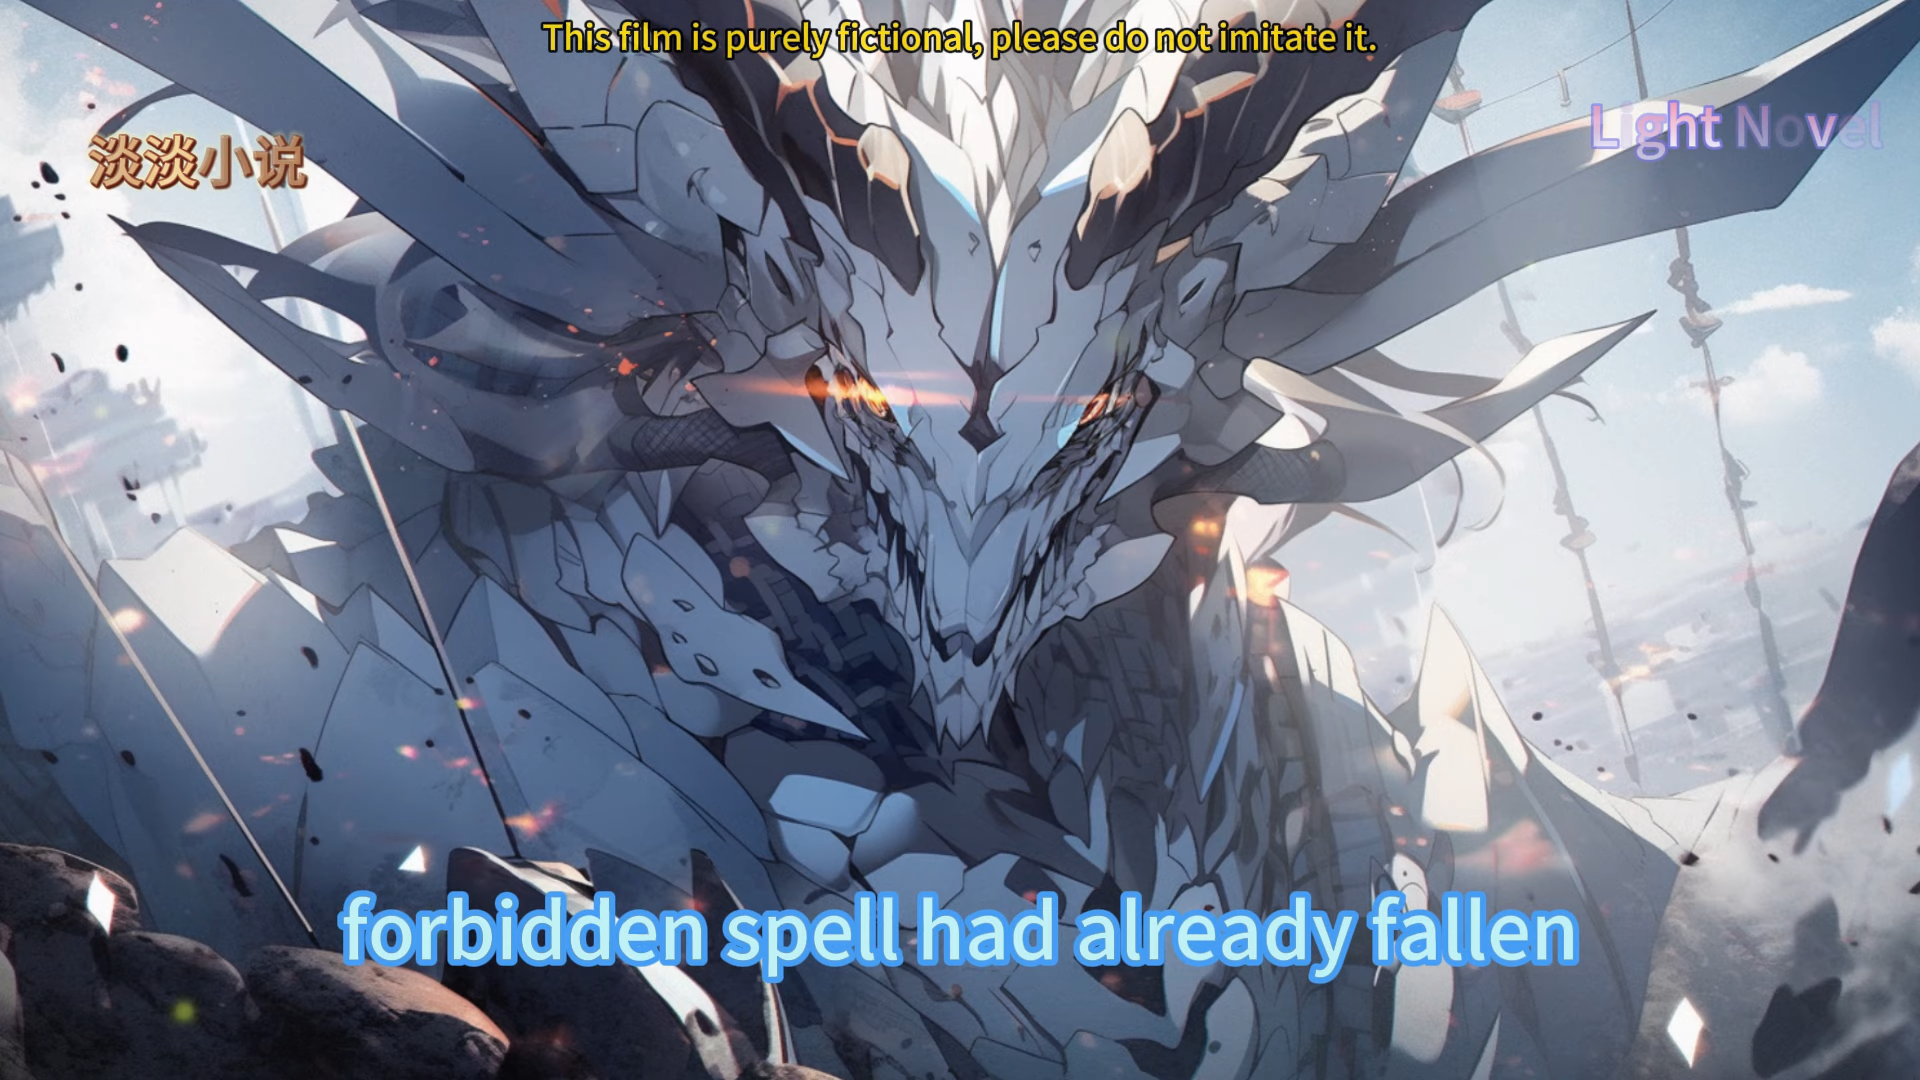 This film is purely fictional, please do not imitate it.
淡淡小说
Light Novel
forbidden spell had already fallen